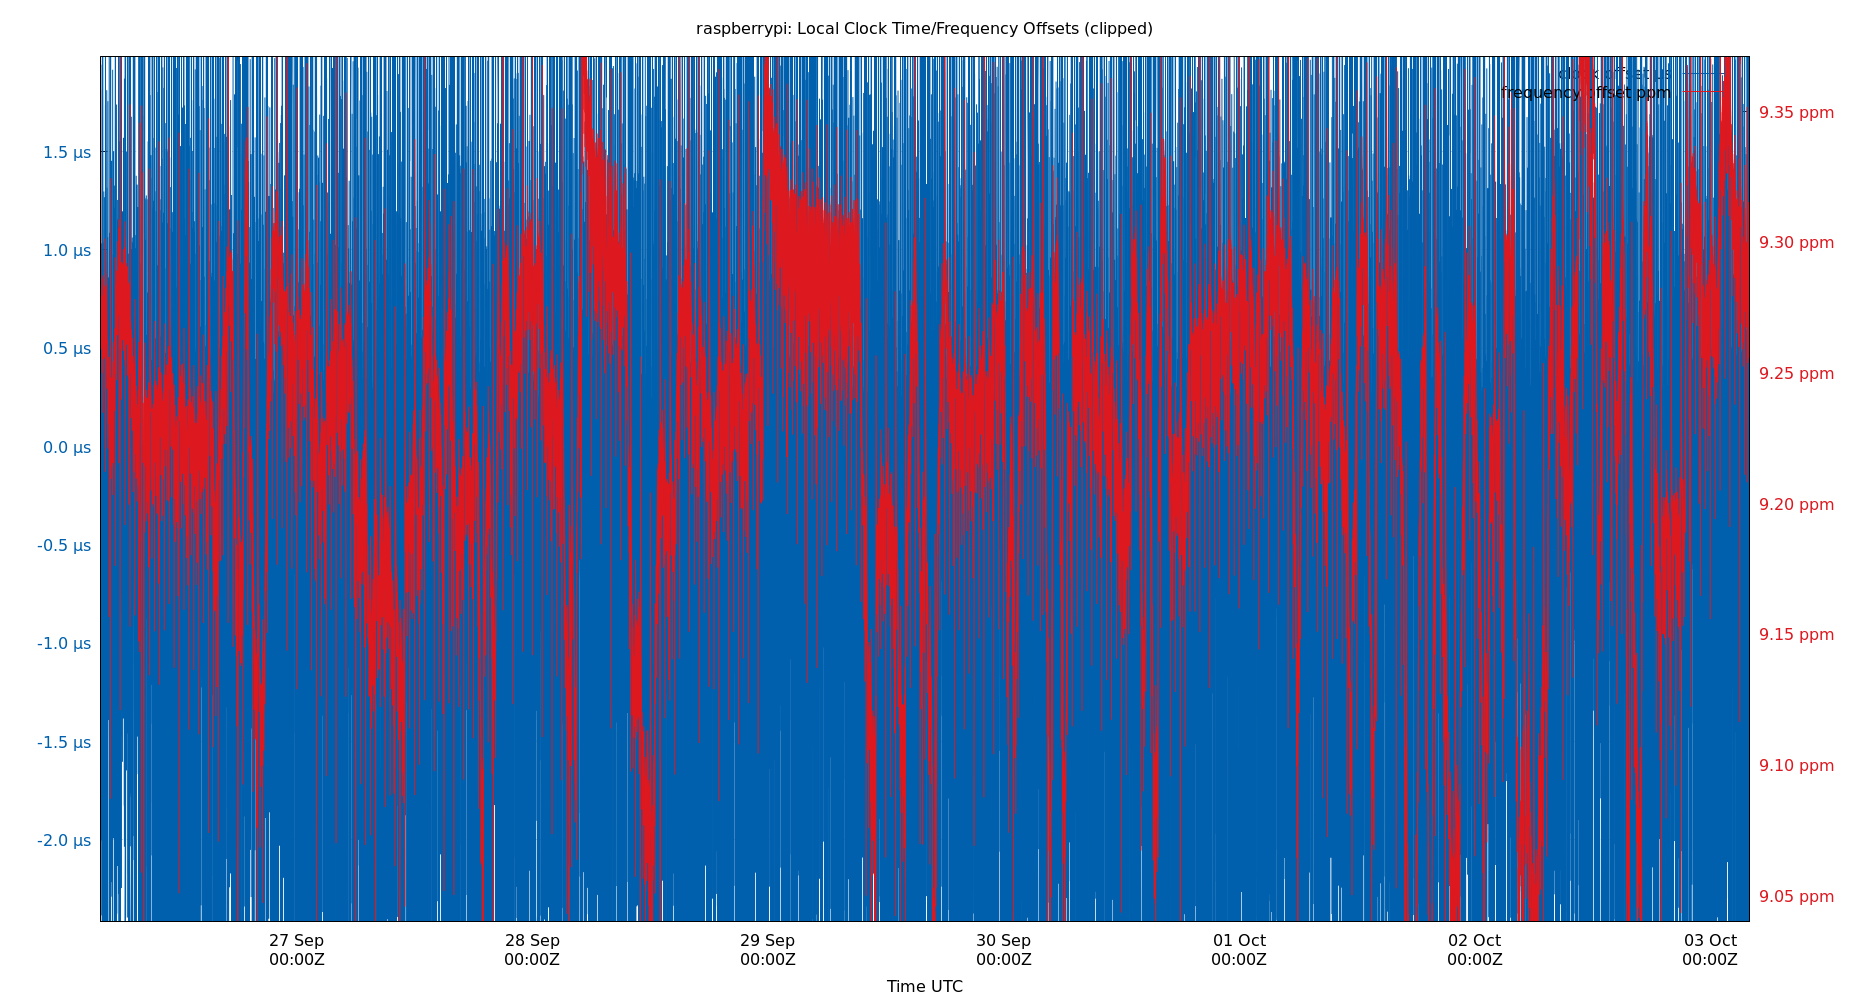 raspberrypi: Local Clock Time/Frequency Offsets (clipped)
clock offset µs
frequency offset ppm
1.5 µs
1.0 µs
0.5 µs
0.0 µs
-0.5 µs
-1.0 µs
-1.5 µs
-2.0 µs
9.35 ppm
9.30 ppm
9.25 ppm
9.20 ppm
9.15 ppm
9.10 ppm
9.05 ppm
27 Sep
00:00Z
28 Sep
00:00Z
29 Sep
00:00Z
30 Sep
00:00Z
01 Oct
00:00Z
02 Oct
00:00Z
03 Oct
00:00Z
Time UTC